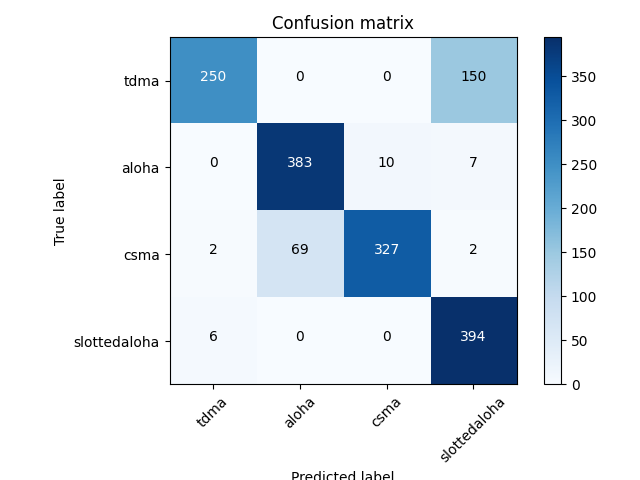 Confusion matrix
tdma 250 0 0 150
aloha 0 383 10 7
csma 2 69 327 2
slottedaloha 6 0 0 394
tdma aloha csma slottedaloha
True label
Predicted label
350
300
250
200
150
100
50
0